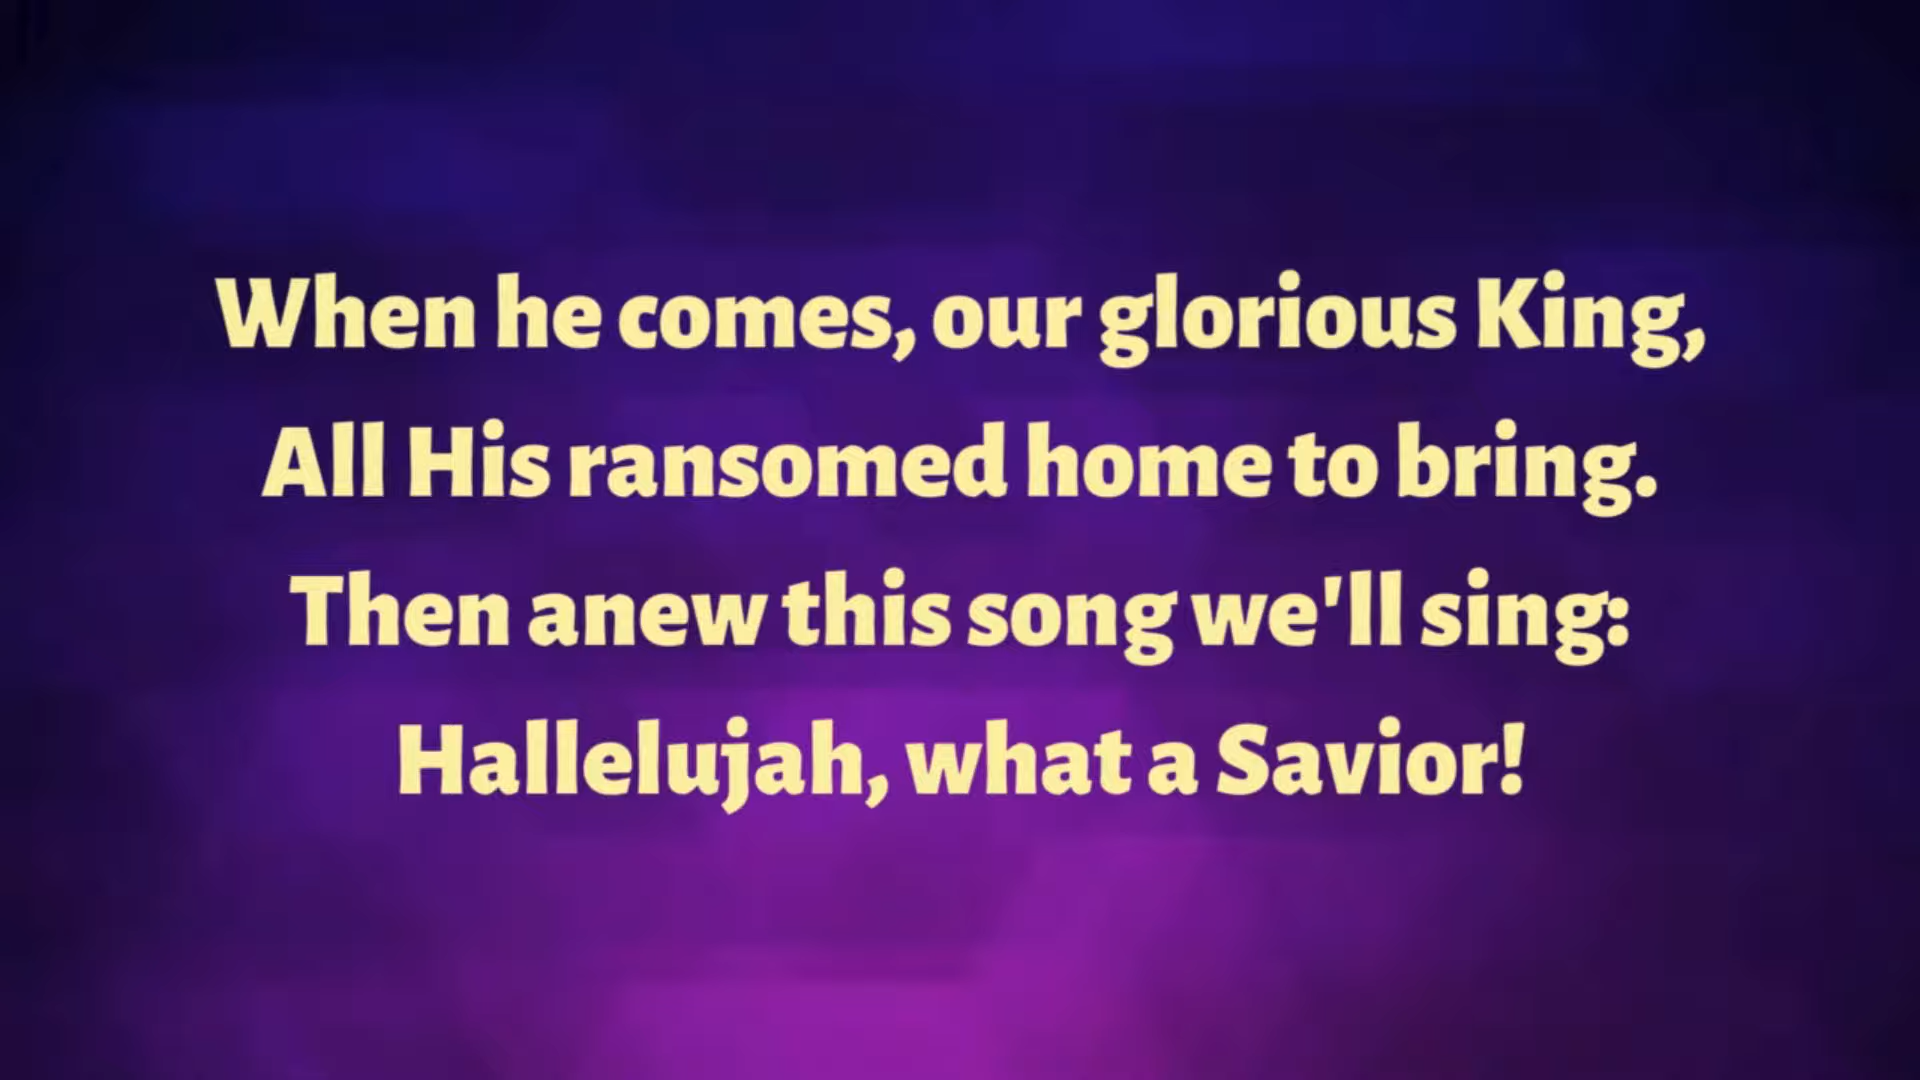 When he comes, our glorious King,
All His ransomed home to bring.
Then anew this song we'll sing:
Hallelujah, what a Savior!